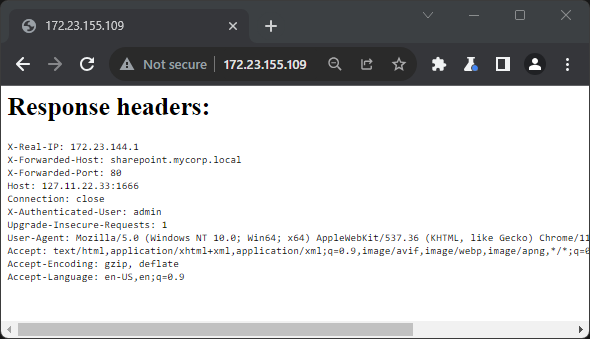 172.23.155.109
Not secure 172.23.155.109
Response headers:
X-Real-IP: 172.23.144.1
X-Forwarded-Host: sharepoint.mycorp.local
X-Forwarded-Port: 80
Host: 127.11.22.33:1666
Connection: close
X-Authenticated-User: admin
Upgrade-Insecure-Requests: 1
User-Agent: Mozilla/5.0 (Windows NT 10.0; Win64; x64) AppleWebKit/537.36 (KHTML, like Gecko) Chrome/11
Accept: text/html,application/xhtml+xml,application/xml;q=0.9,image/avif,image/webp,image/apng,*/*;q=0
Accept-Encoding: gzip, deflate
Accept-Language: en-US,en;q=0.9